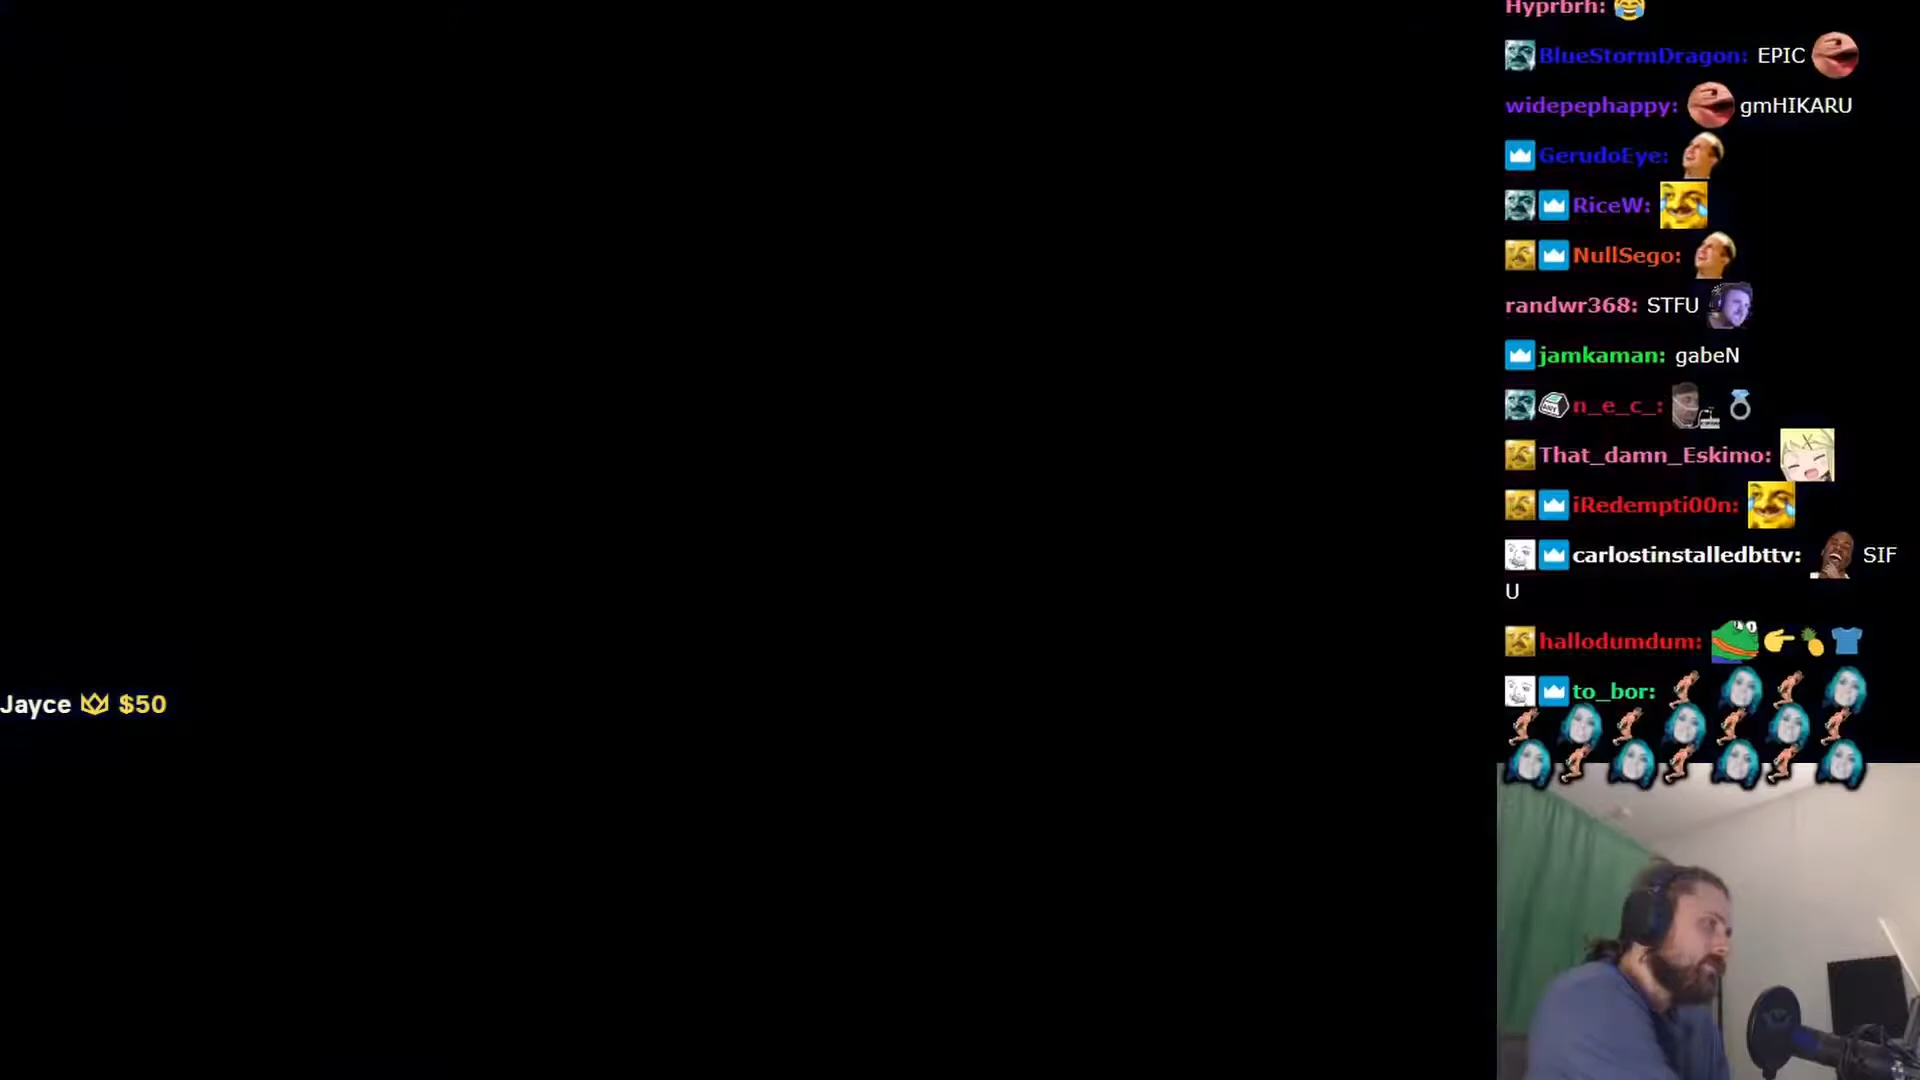 Hyprbrh:
BlueStormDragon: EPIC
widepephappy: gmHIKARU
GerudoEye:
RiceW:
NullSego:
randwr368: STFU
jamkaman: gabeN
n_e_c_:
That_damn_Eskimo:
iRedempti00n:
carlostinstalledbttv: SIF
U
hallodumdum:
to_bor:
Jayce $50